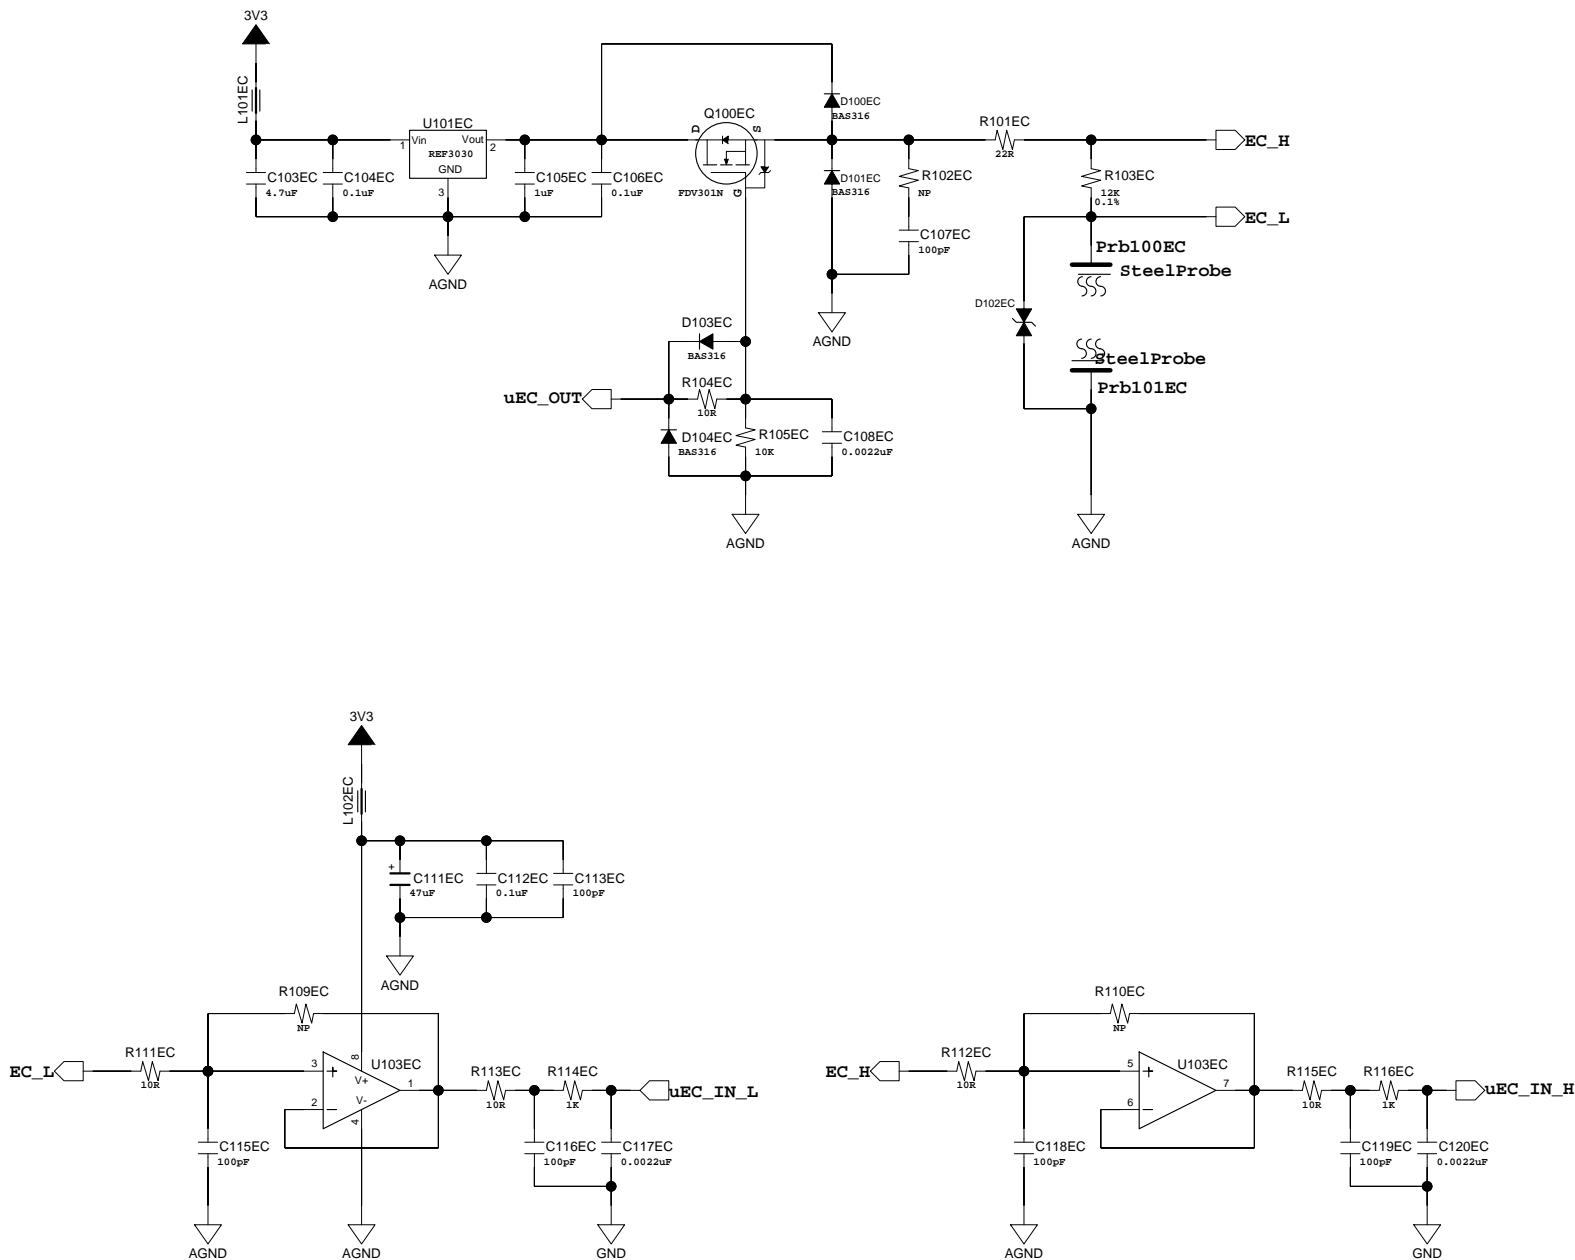 3V3
L101EC
U101EC
Vin
Vout
1
2
REF3030
GND
3
C103EC
4.7uF
C104EC
0.1uF
C105EC
1uF
C106EC
0.1uF
AGND
Q100EC
D
S
G
FDV301N
D100EC
BAS316
D101EC
BAS316
R102EC
NP
C107EC
100pF
AGND
R101EC
22R
EC_H
R103EC
12K
0.1%
EC_L
Prb100EC
SteelProbe
D102EC
SteelProbe
Prb101EC
AGND
D103EC
BAS316
uEC_OUT
R104EC
10R
D104EC
BAS316
R105EC
10K
C108EC
0.0022uF
AGND
3V3
L102EC
+
C111EC
47uF
C112EC
0.1uF
C113EC
100pF
AGND
R109EC
NP
EC_L
R111EC
10R
3
+
2
−
8
V+
V-
4
U103EC
1
R113EC
10R
R114EC
1K
uEC_IN_L
C115EC
100pF
C116EC
100pF
C117EC
0.0022uF
AGND
AGND
GND
R110EC
NP
EC_H
R112EC
10R
5
+
6
−
U103EC
7
R115EC
10R
R116EC
1K
uEC_IN_H
C118EC
100pF
C119EC
100pF
C120EC
0.0022uF
AGND
GND